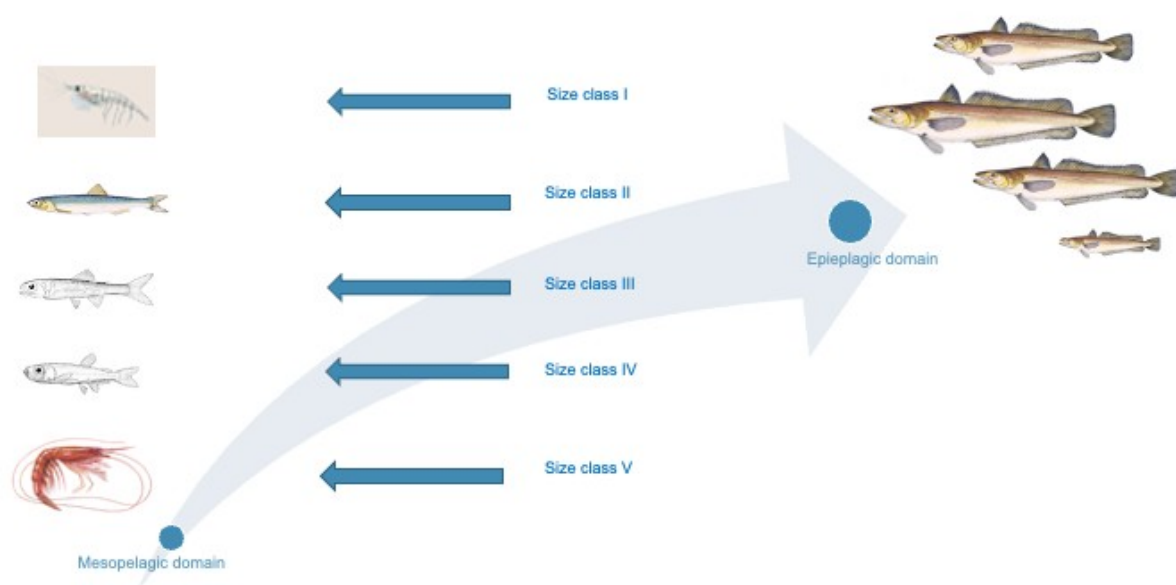 Size class I
Size class II
Epieplagic domain
Size class III
Size class IV
Size class V
Mesopelagic domain